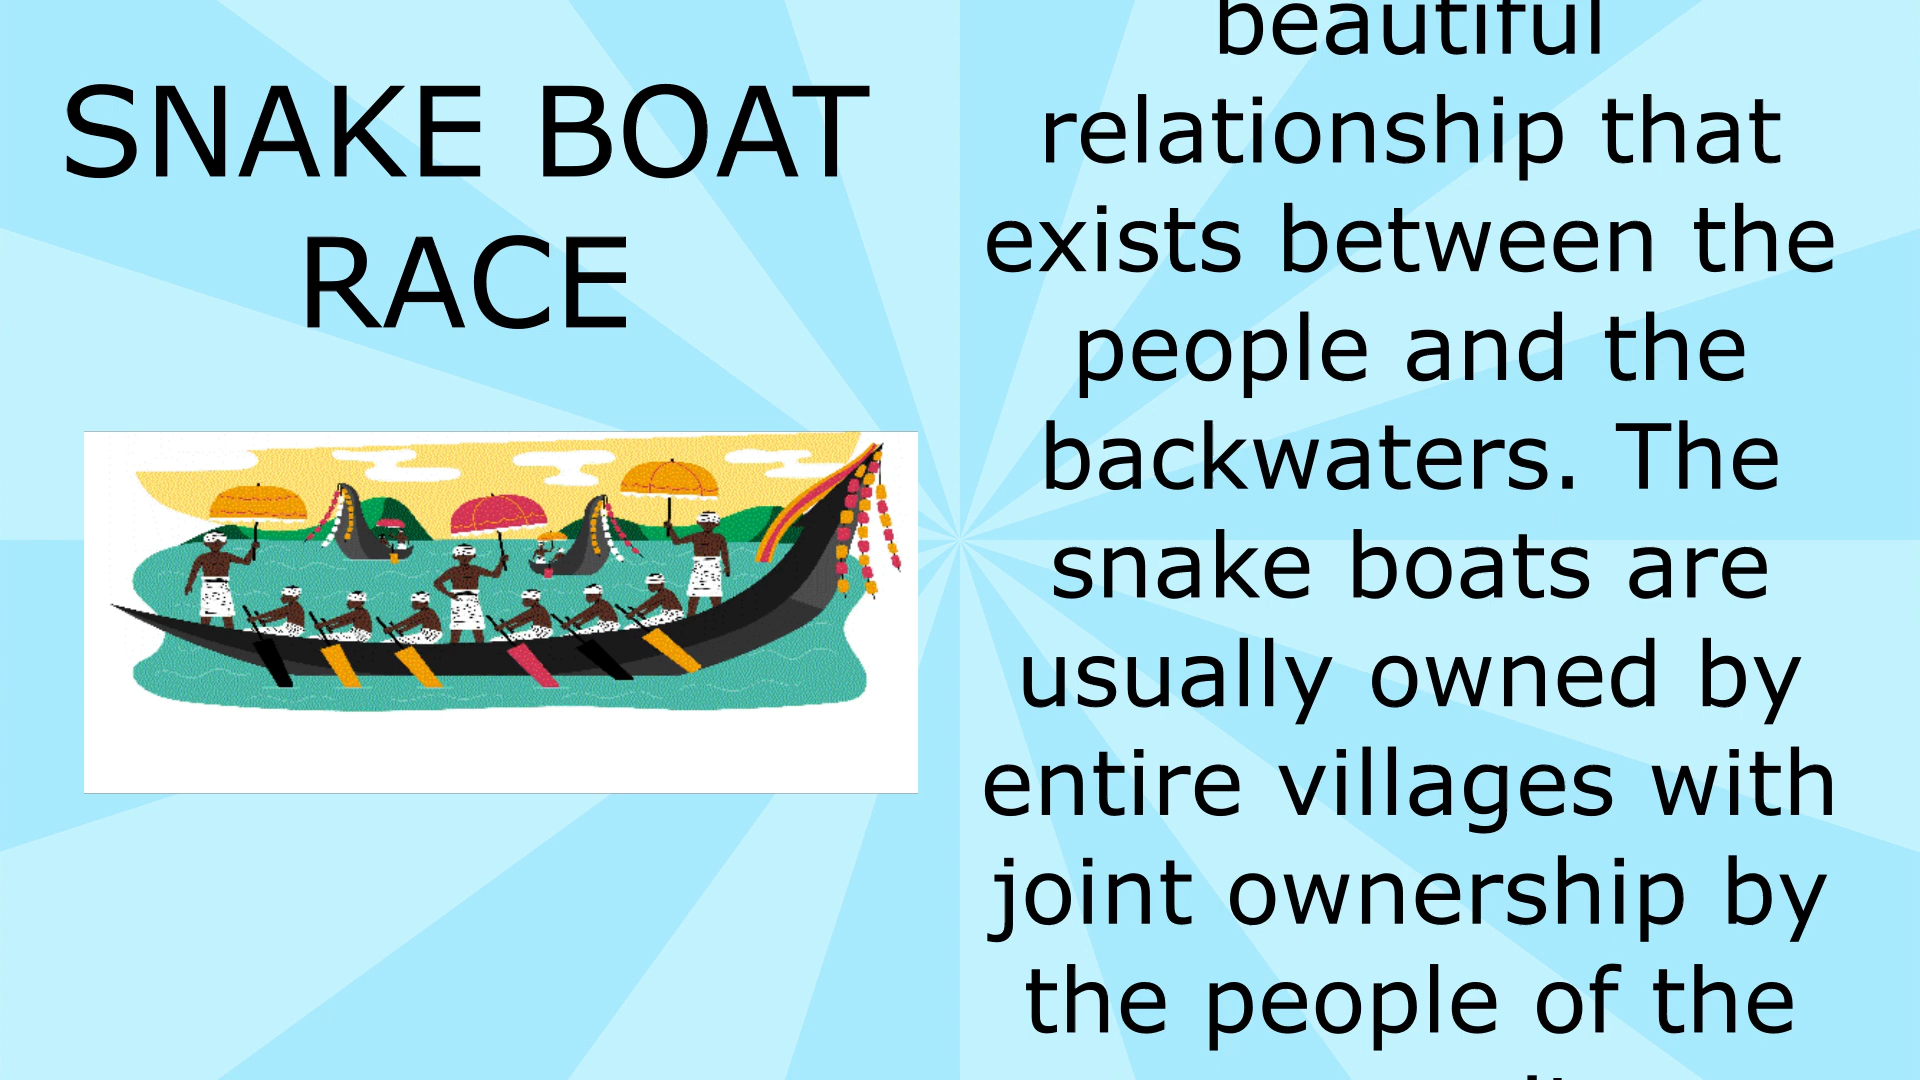 SNAKE BOAT
RACE
beautiful
relationship that
exists between the
people and the
backwaters. The
snake boats are
usually owned by
entire villages with
joint ownership by
the people of the